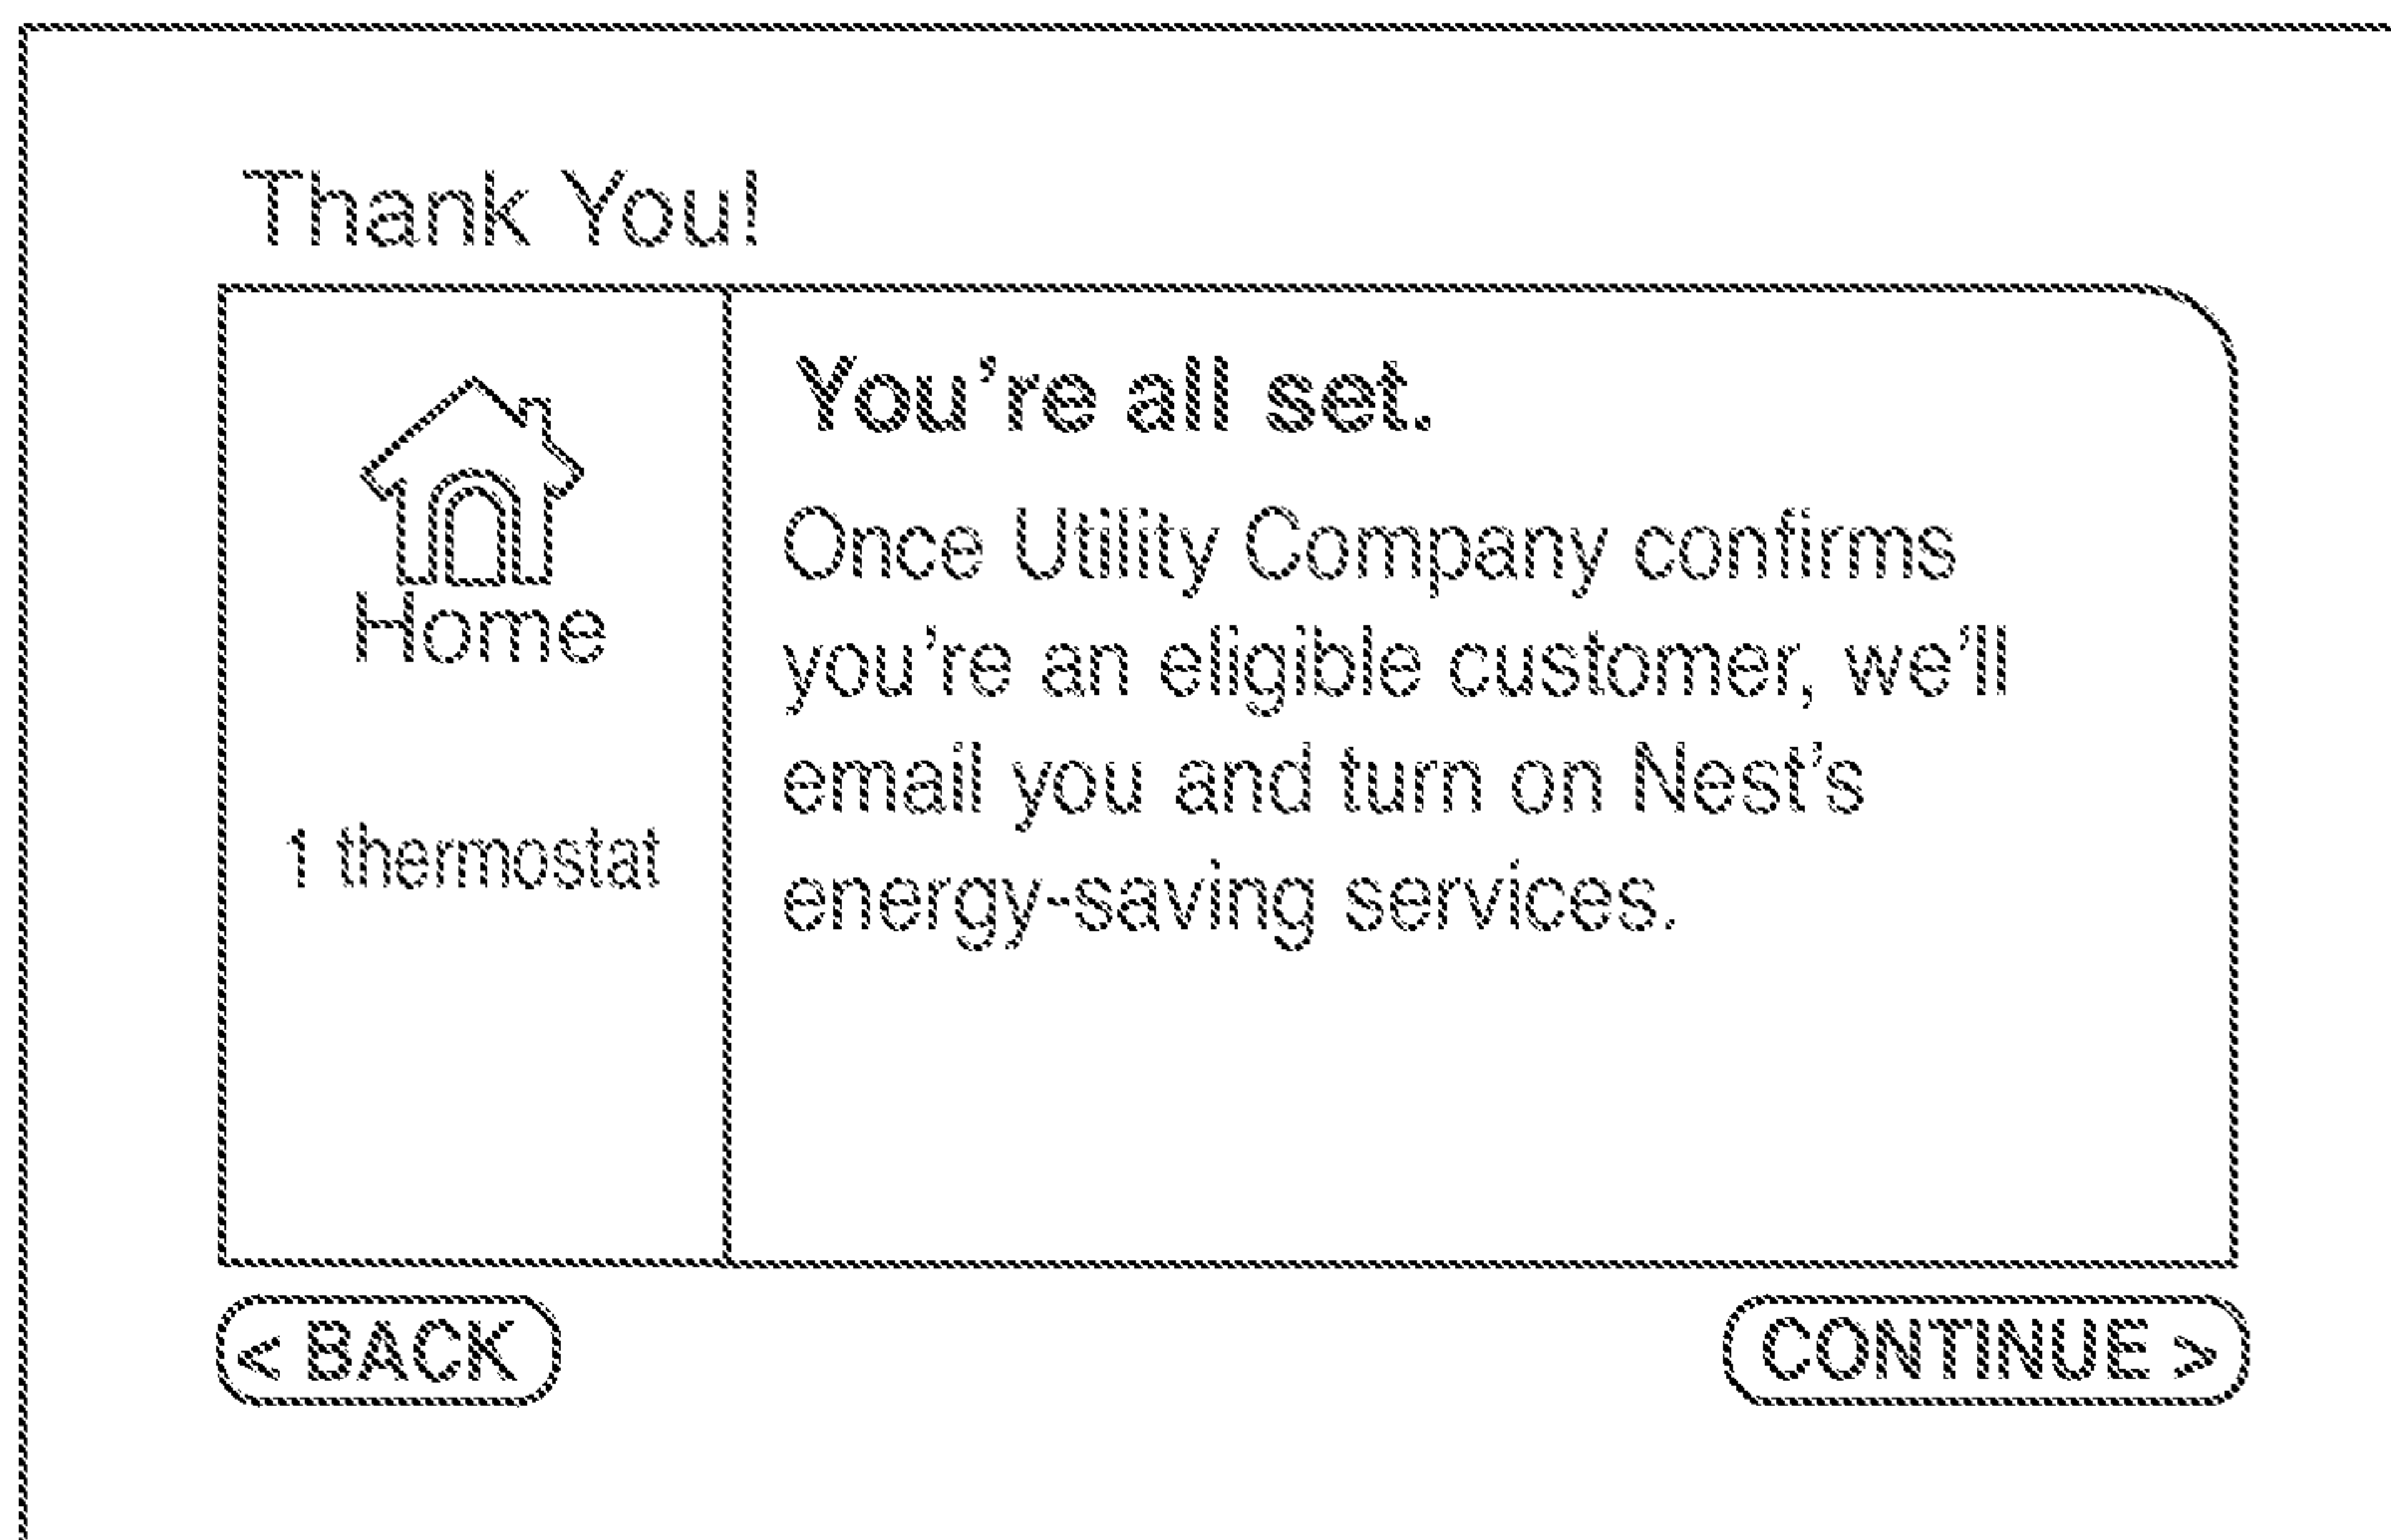 Thank You!
Home
1 thermostat
You're all set.
Once Utility Company confirms
you're an eligible customer, we'll
email you and turn on Nest's
energy-saving services.
< BACK
CONTINUE >